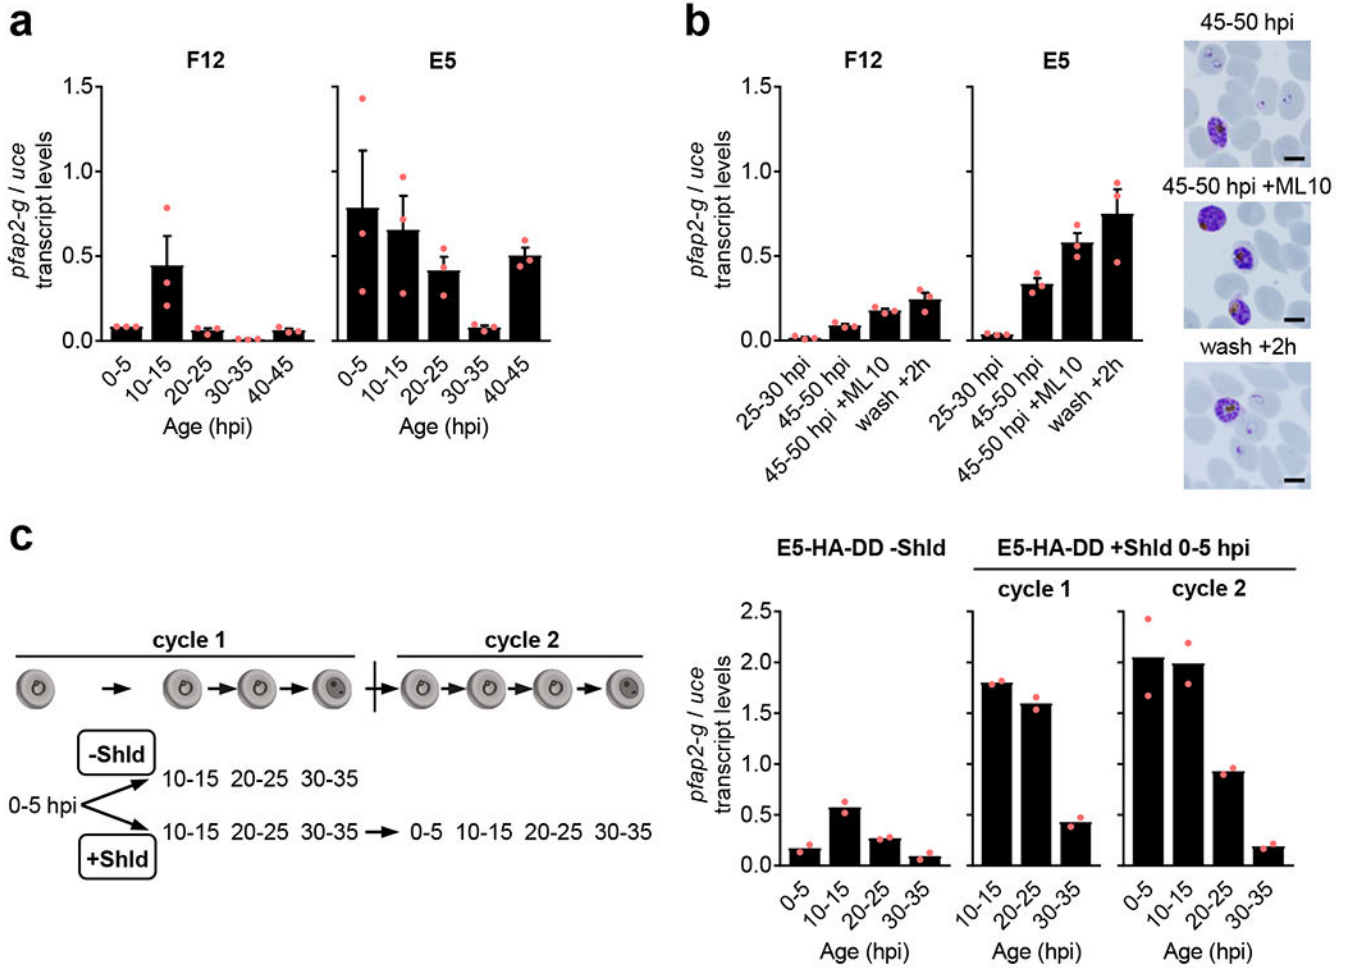 a
F12
E5
pfap2-g / uce
transcript levels
1.5
1.0
0.5
0.0
0-5
10-15
20-25
30-35
40-45
0-5
10-15
20-25
30-35
40-45
Age (hpi)
Age (hpi)
b
F12
E5
1.5
1.0
0.5
0.0
25-30 hpi
45-50 hpi
45-50 hpi +ML10
wash +2h
25-30 hpi
45-50 hpi
45-50 hpi +ML10
wash +2h
45-50 hpi
45-50 hpi +ML10
wash +2h
c
cycle 1
cycle 2
-Shld
10-15 20-25 30-35
0-5 hpi
10-15 20-25 30-35 0-5 10-15 20-25 30-35
+Shld
E5-HA-DD -Shld
E5-HA-DD +Shld 0-5 hpi
cycle 1
cycle 2
pfap2-g / uce
transcript levels
2.5
2.0
1.5
1.0
0.5
0.0
0-5
10-15
20-25
30-35
10-15
20-25
30-35
0-5
10-15
20-25
30-35
Age (hpi)
Age (hpi)
Age (hpi)